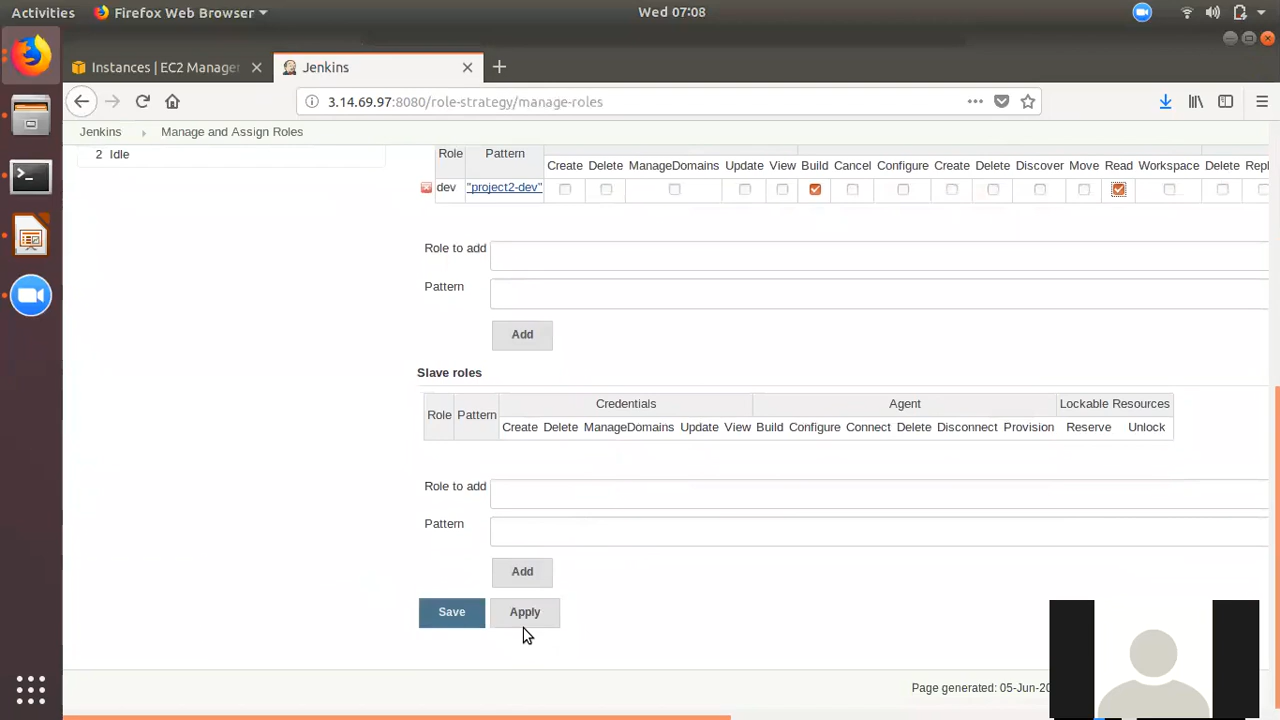 Activities Firefox Web Browser Wed 07:08
Instances | EC2 Manager Jenkins
3.14.69.97:8080/role-strategy/manage-roles
Jenkins Manage and Assign Roles
2 Idle
Role Pattern Create Delete ManageDomains Update View Build Cancel Configure Create Delete Discover Move Read Workspace Delete Repl
dev "project2-dev"
Role to add
Pattern
Add
Slave roles
Role Pattern Credentials Agent Lockable Resources
Create Delete ManageDomains Update View Build Configure Connect Delete Disconnect Provision Reserve Unlock
Role to add
Pattern
Add
Save Apply
Page generated: 05-Jun-20